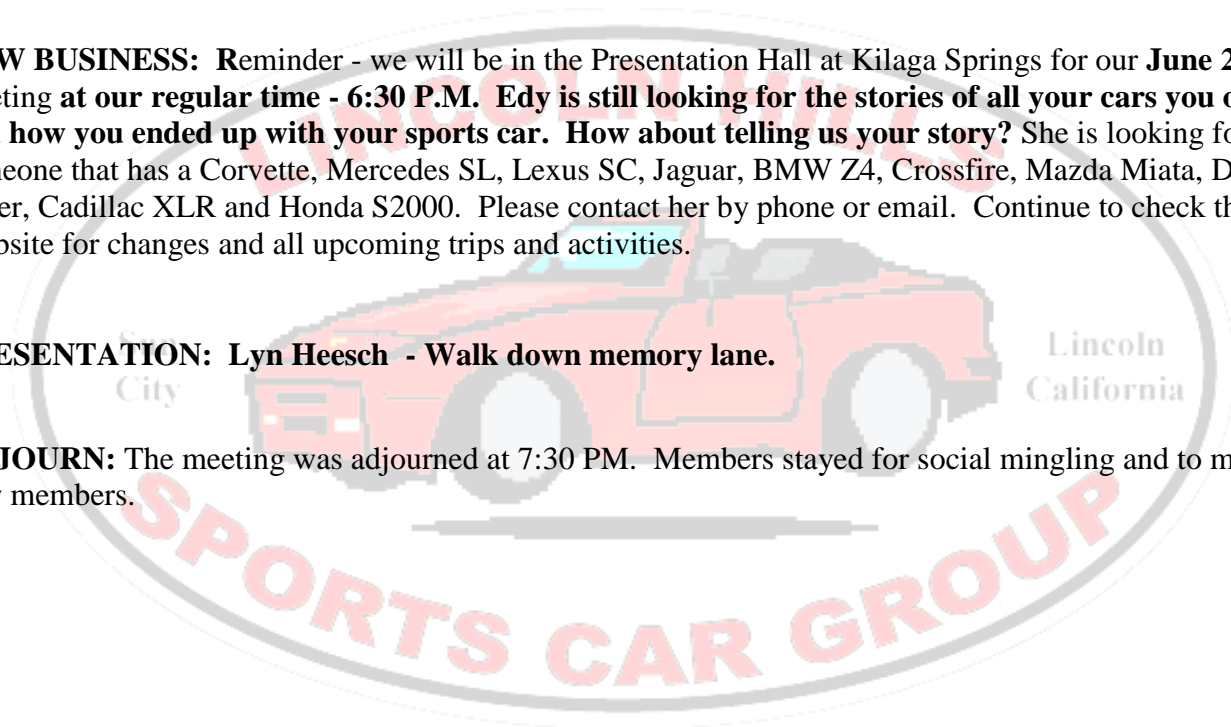 W BUSINESS: Reminder - we will be in the Presentation Hall at Kilaga Springs for our June 2
eting at our regular time - 6:30 P.M. Edy is still looking for the stories of all your cars you o
how you ended up with your sports car. How about telling us your story? She is looking fo
eone that has a Corvette, Mercedes SL, Lexus SC, Jaguar, BMW Z4, Crossfire, Mazda Miata, D
er, Cadillac XLR and Honda S2000. Please contact her by phone or email. Continue to check th
bsite for changes and all upcoming trips and activities.
ESENTATION: Lyn Heesch - Walk down memory lane.
JOURN: The meeting was adjourned at 7:30 PM. Members stayed for social mingling and to m
members.
LINCOLN HILLS
Sun
City
Lincoln
California
SPORTS CAR GROUP